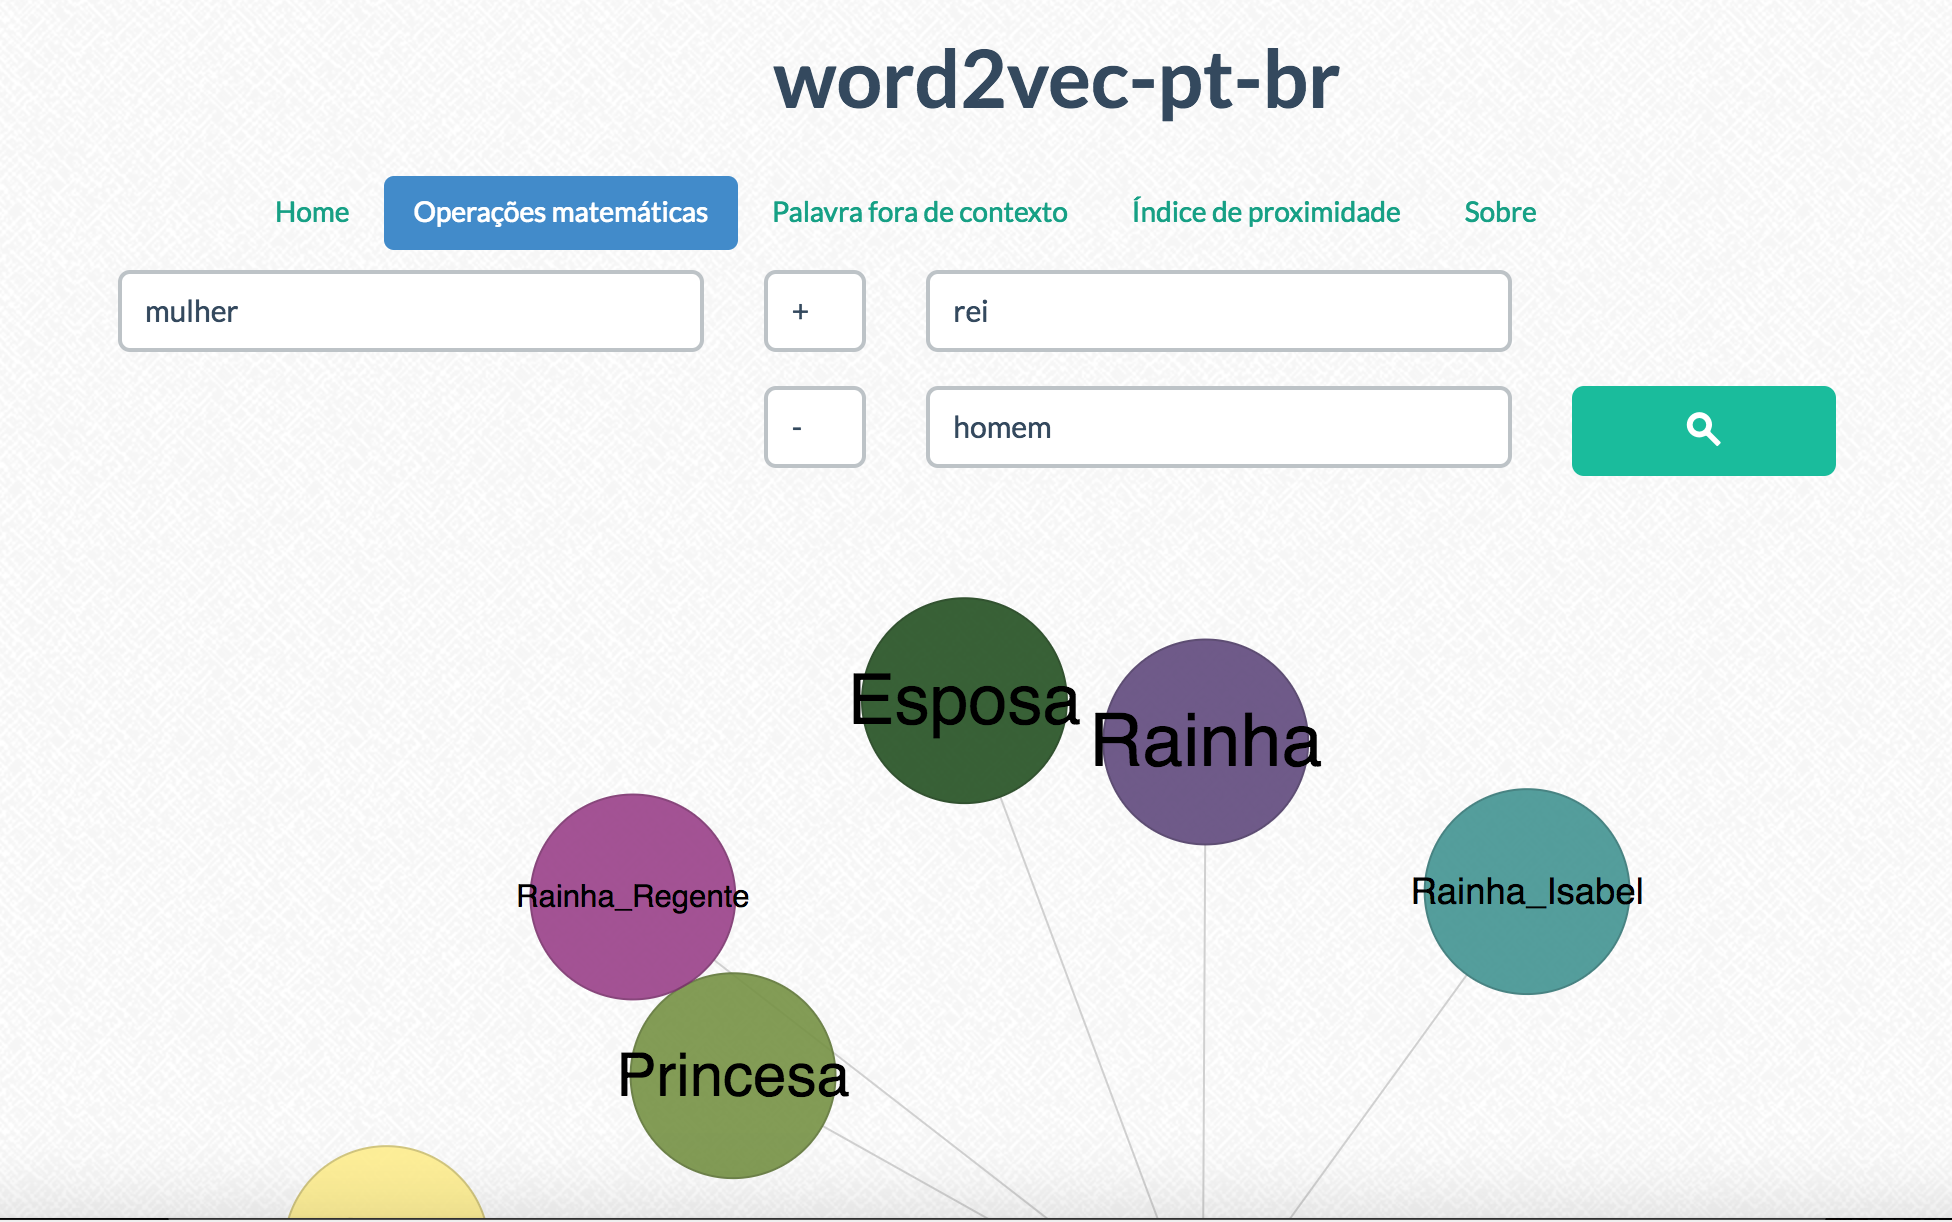 word2vec-pt-br
Home Operações matemáticas Palavra fora de contexto Índice de proximidade Sobre
mulher + rei
- homem
Esposa
Rainha
Rainha_Regente
Rainha_Isabel
Princesa